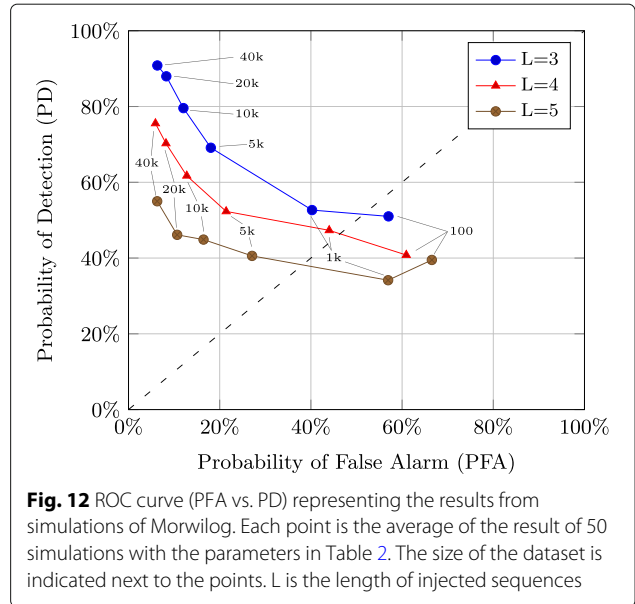 100%
80%
60%
40%
20%
0%
Probability of Detection (PD)
L=3
L=4
L=5
40k
20k
10k
5k
40k
20k
10k
5k
1k
100
0%
20%
40%
60%
80%
100%
Probability of False Alarm (PFA)
Fig. 12 ROC curve (PFA vs. PD) representing the results from
simulations of Morwilog. Each point is the average of the result of 50
simulations with the parameters in Table 2. The size of the dataset is
indicated next to the points. L is the length of injected sequences